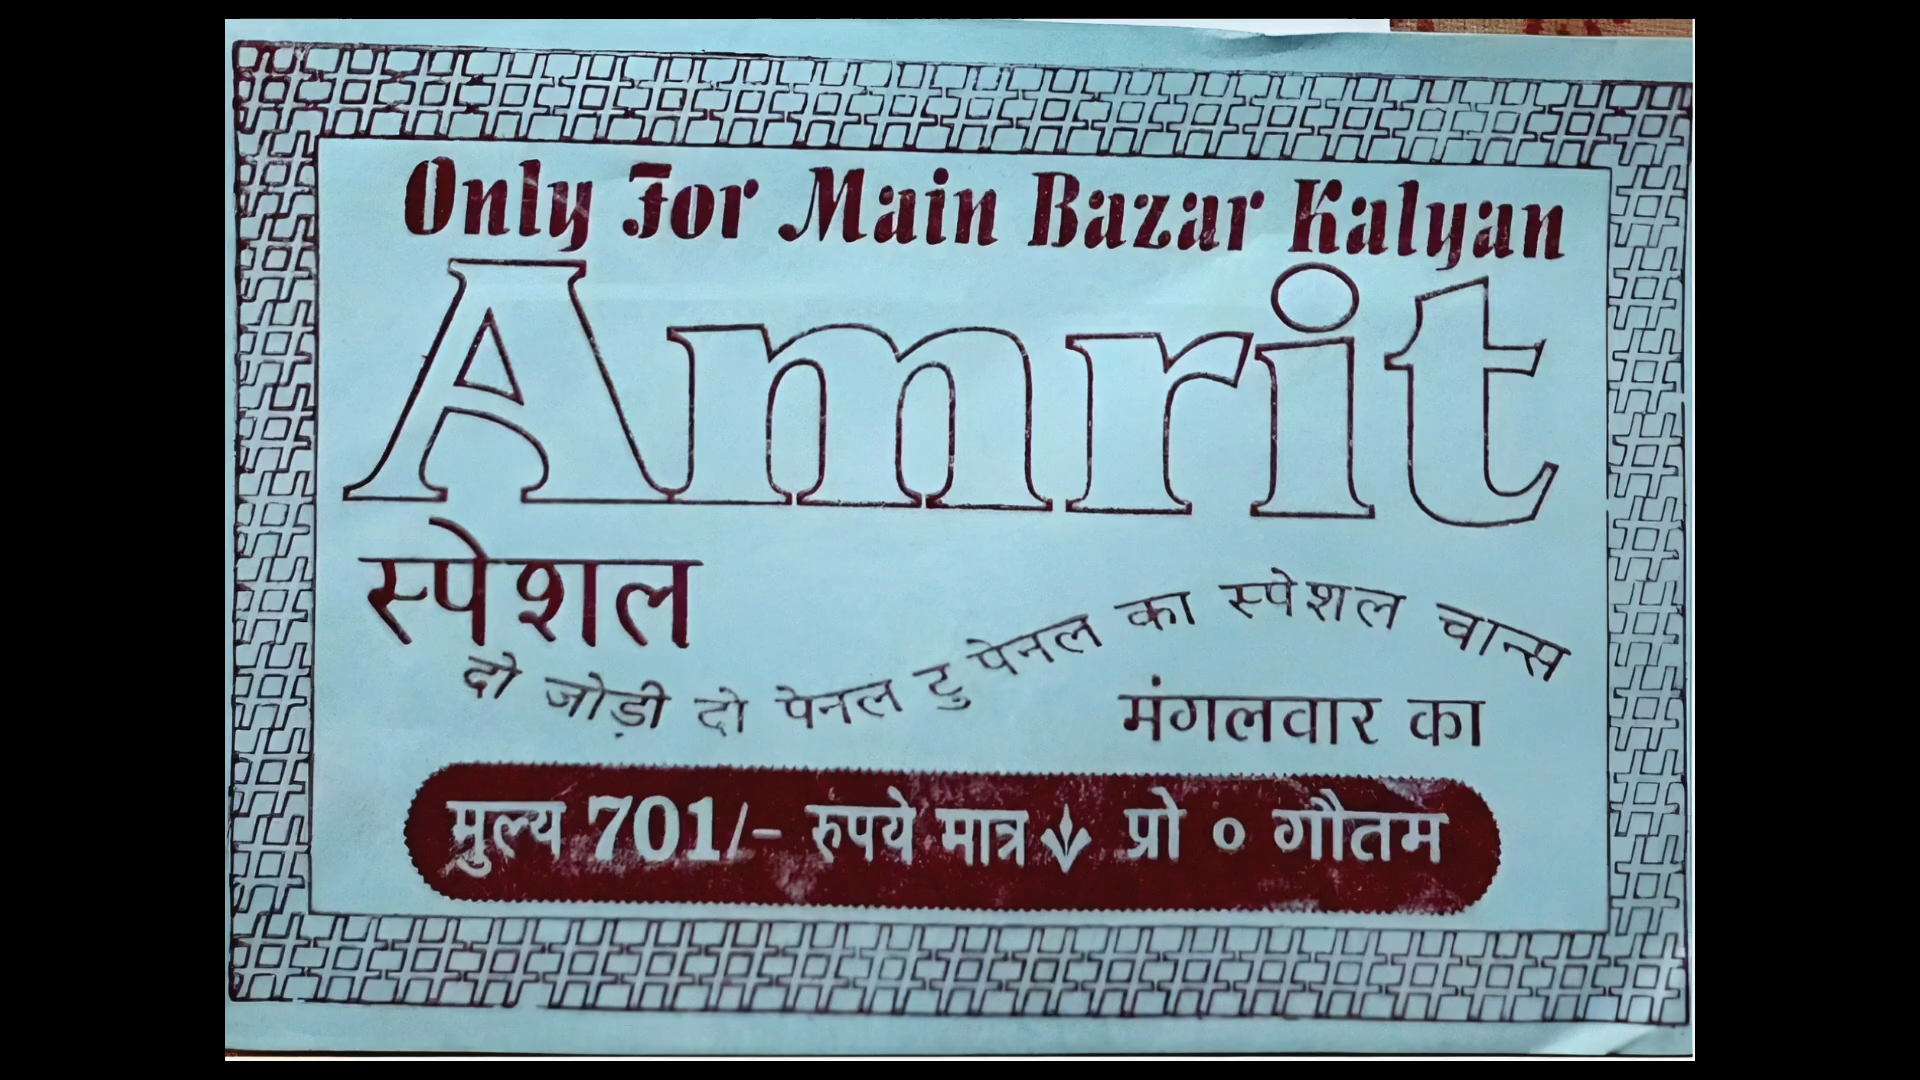 Only For Main Bazar Kalyan
Amrit
स्पेशल
दो जोड़ी दो पेनल टु पेनल का स्पेशल चान्स
मंगलवार का
मुल्य 701/- रुपये मात्र प्रो ० गौतम